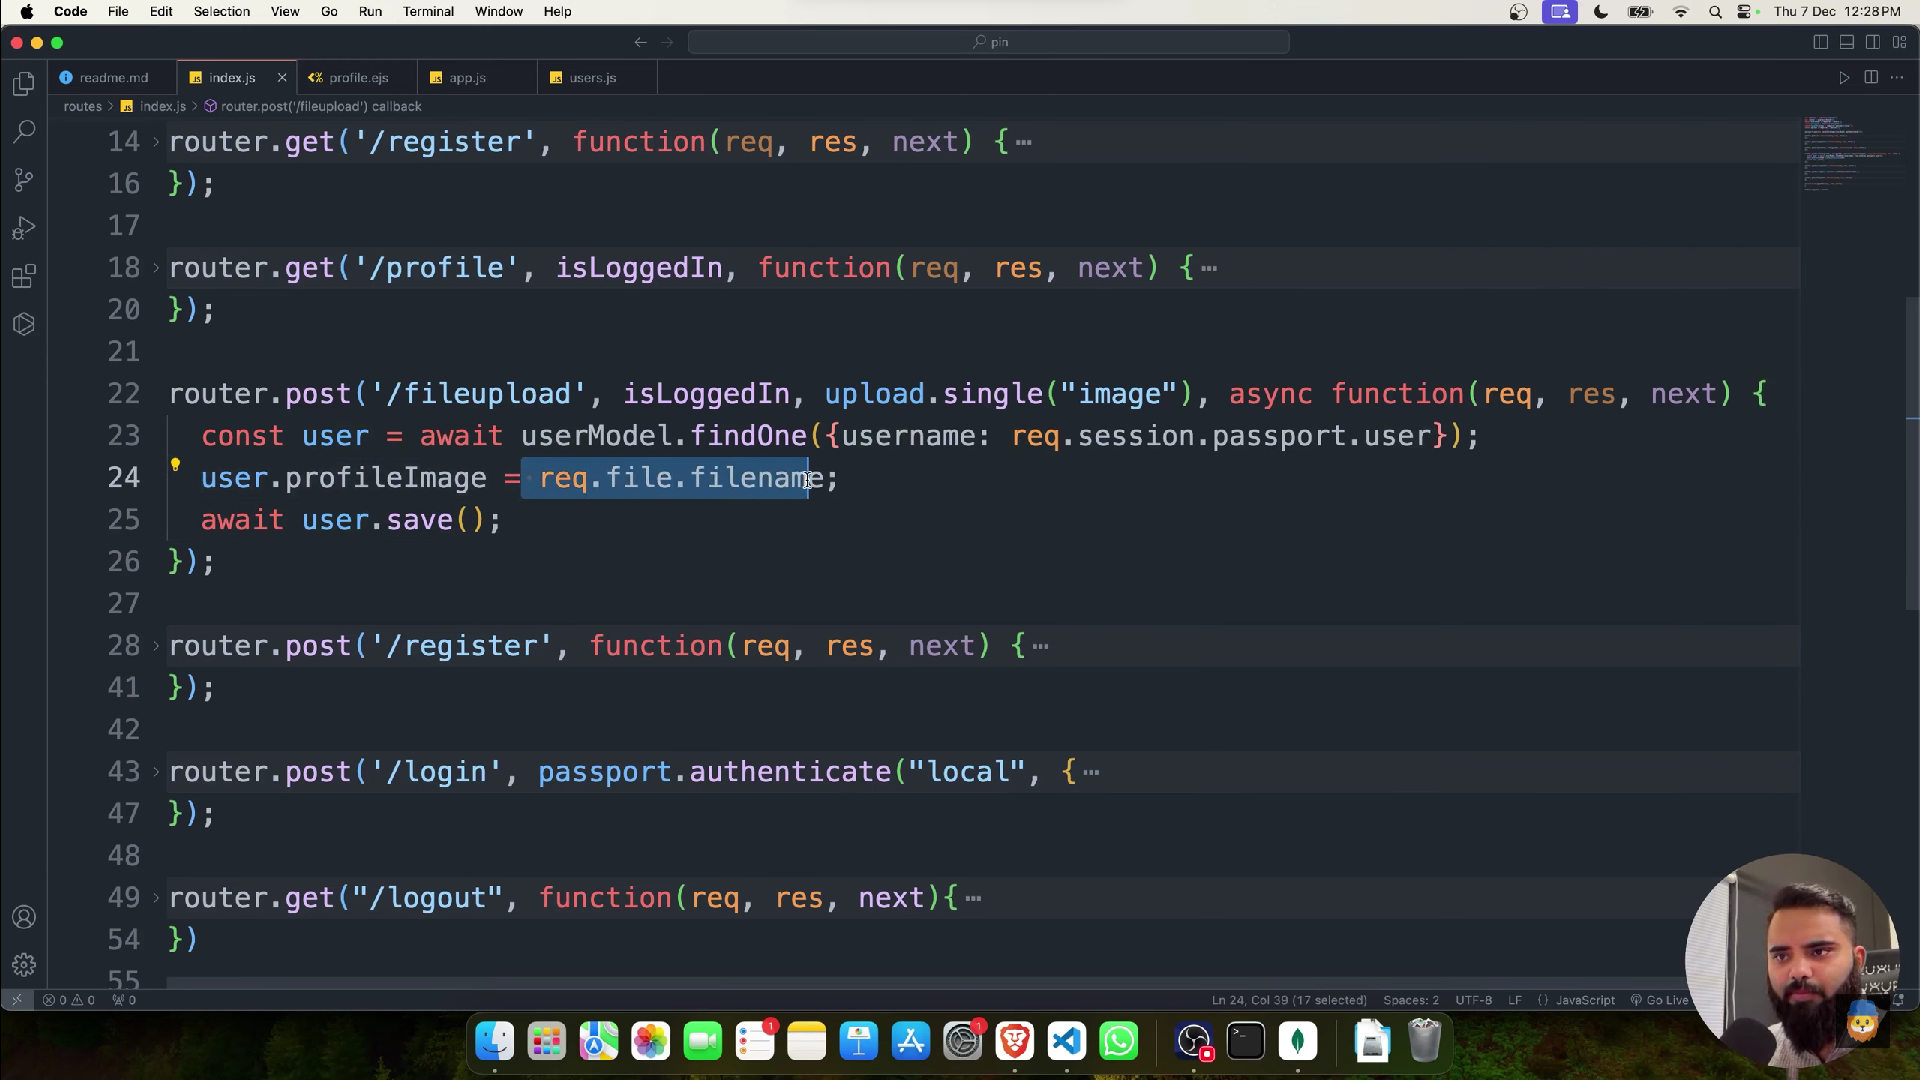 Code File Edit Selection View Go Run Terminal Window Help Thu 7 Dec 12:28 PM
pin
readme.md index.js profile.ejs app.js users.js
routes > index.js > router.post('/fileupload') callback
14 router.get('/register', function(req, res, next) {⋯
16 });
17
18 router.get('/profile', isLoggedIn, function(req, res, next) {⋯
20 });
21
22 router.post('/fileupload', isLoggedIn, upload.single("image"), async function(req, res, next) {
23 const user = await userModel.findOne({username: req.session.passport.user});
24 user.profileImage = req.file.filename;
25 await user.save();
26 });
27
28 router.post('/register', function(req, res, next) {⋯
41 });
42
43 router.post('/login', passport.authenticate("local", {⋯
47 });
48
49 router.get("/logout", function(req, res, next){⋯
54 })
55
0 0 0 Ln 24, Col 39 (17 selected) Spaces: 2 UTF-8 LF {} JavaScript Go Live
1 1